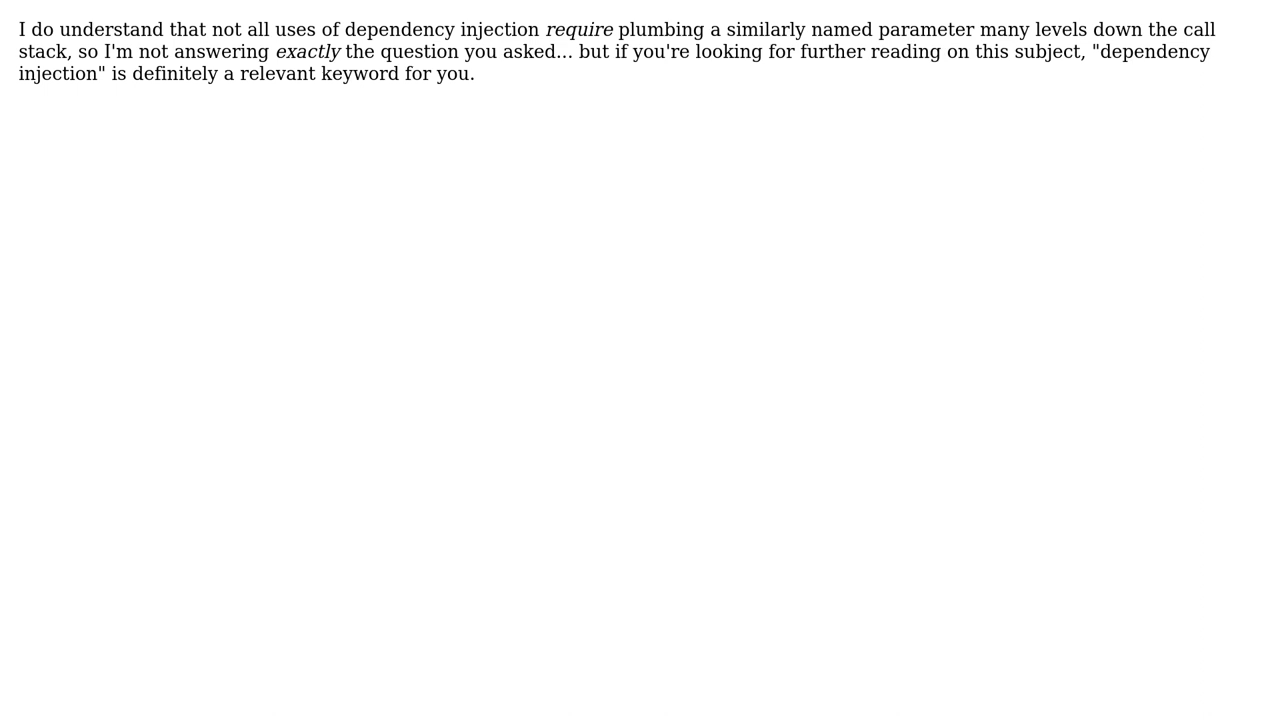 I do understand that not all uses of dependency injection require plumbing a similarly named parameter many levels down the call
stack, so I'm not answering exactly the question you asked... but if you're looking for further reading on this subject, "dependency
injection" is definitely a relevant keyword for you.